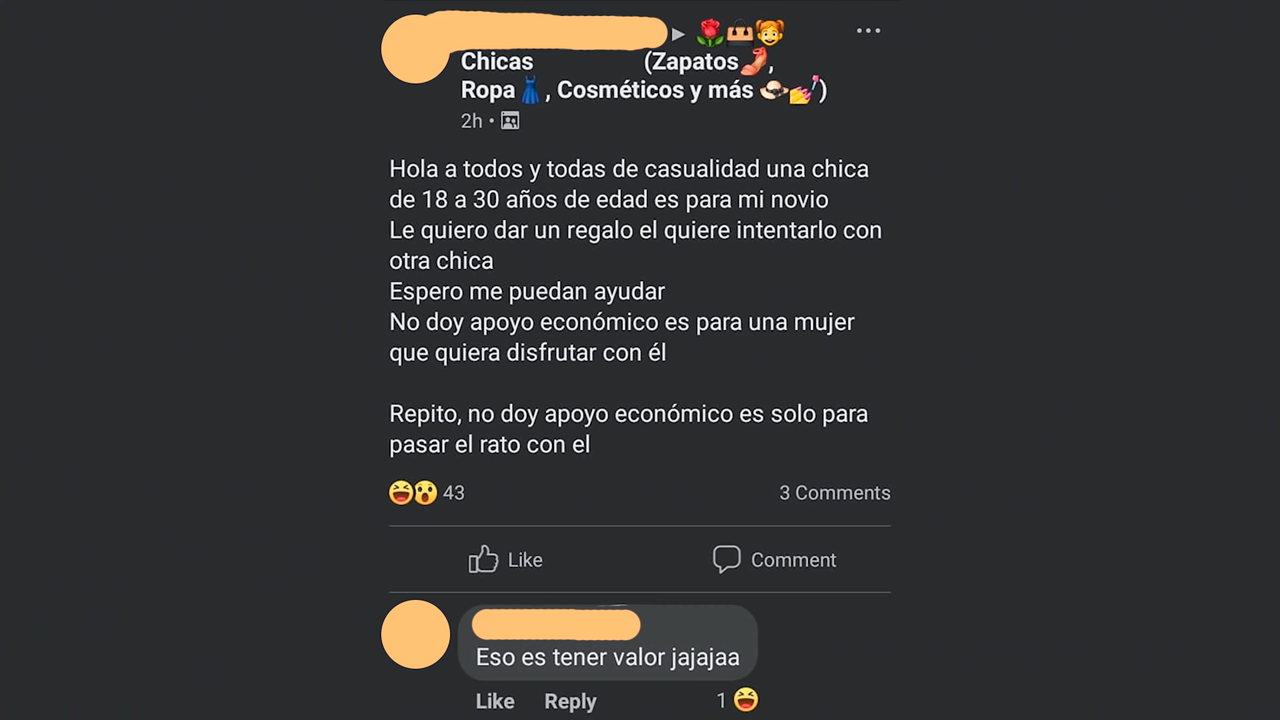 Chicas (Zapatos👠,
Ropa👗, Cosméticos y más 👒💅)
2h
Hola a todos y todas de casualidad una chica
de 18 a 30 años de edad es para mi novio
Le quiero dar un regalo el quiere intentarlo con
otra chica
Espero me puedan ayudar
No doy apoyo económico es para una mujer
que quiera disfrutar con él
Repito, no doy apoyo económico es solo para
pasar el rato con el
43 3 Comments
Like Comment
Eso es tener valor jajajaa
Like Reply 1